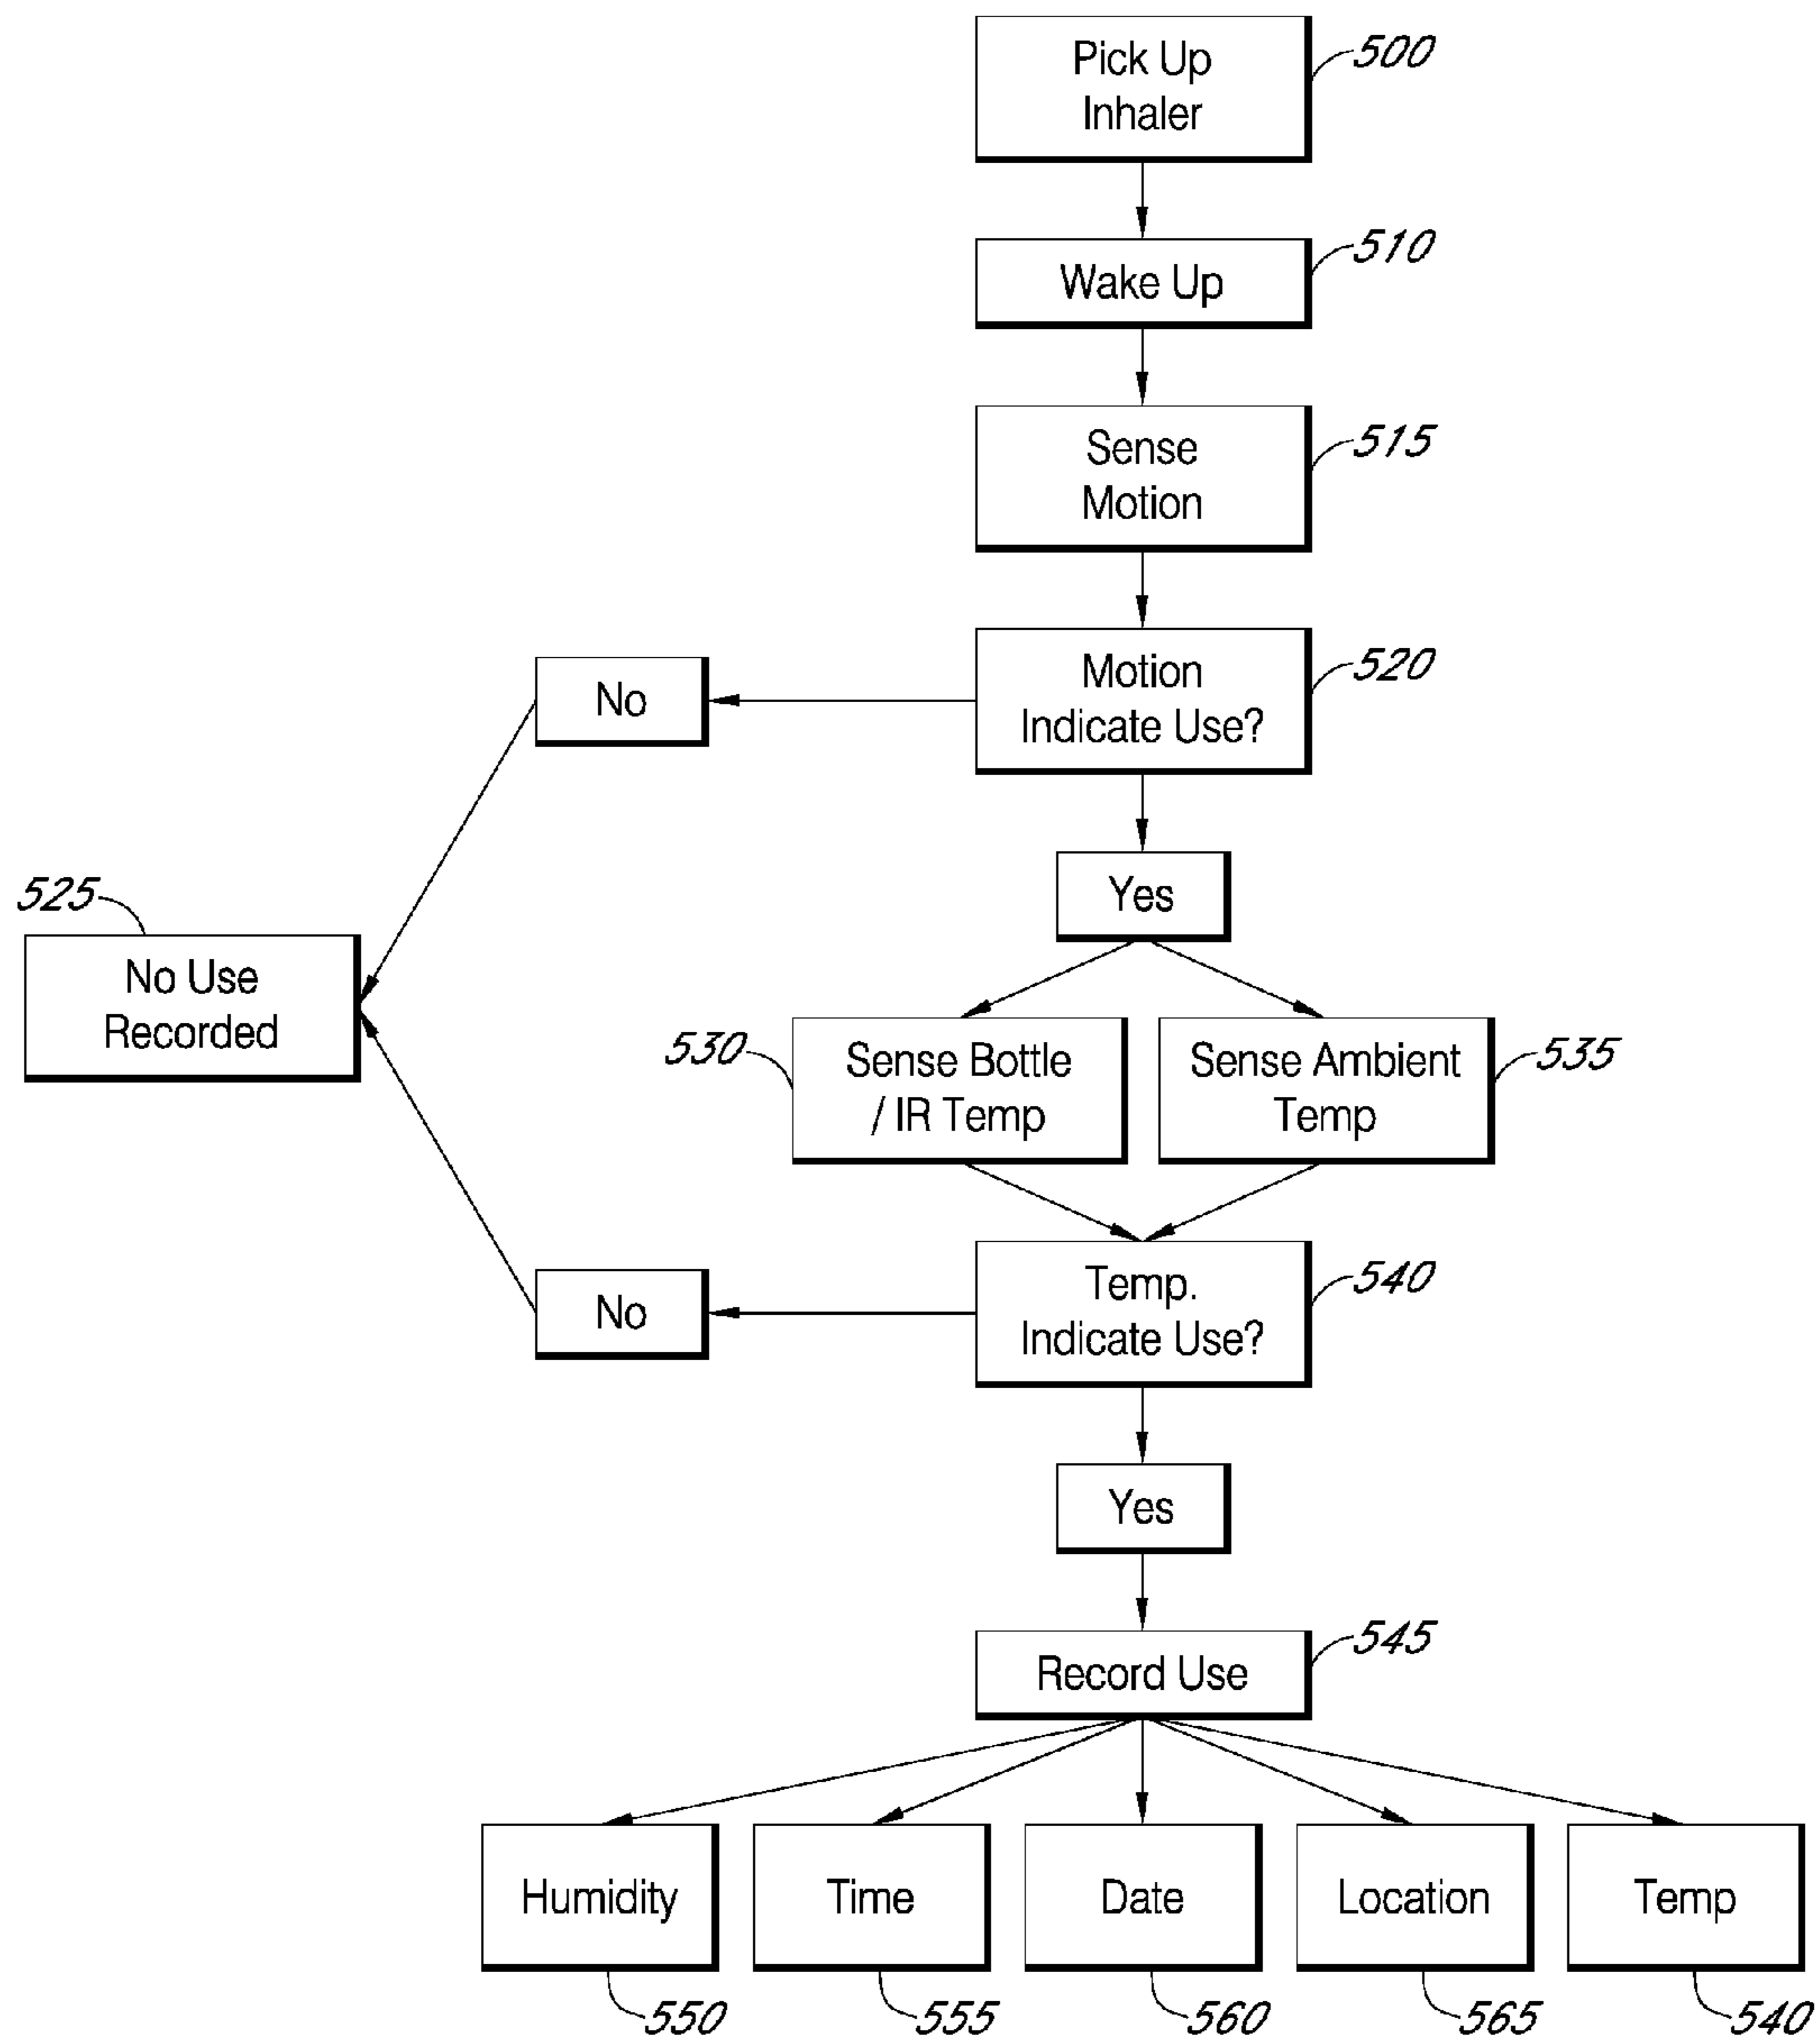 Pick Up
Inhaler
500
Wake Up
510
Sense
Motion
515
Motion
Indicate Use?
520
No
Yes
525
No Use
Recorded
530
Sense Bottle
/ IR Temp
Sense Ambient
Temp
535
Temp.
Indicate Use?
540
No
Yes
Record Use
545
Humidity
Time
Date
Location
Temp
550
555
560
565
540